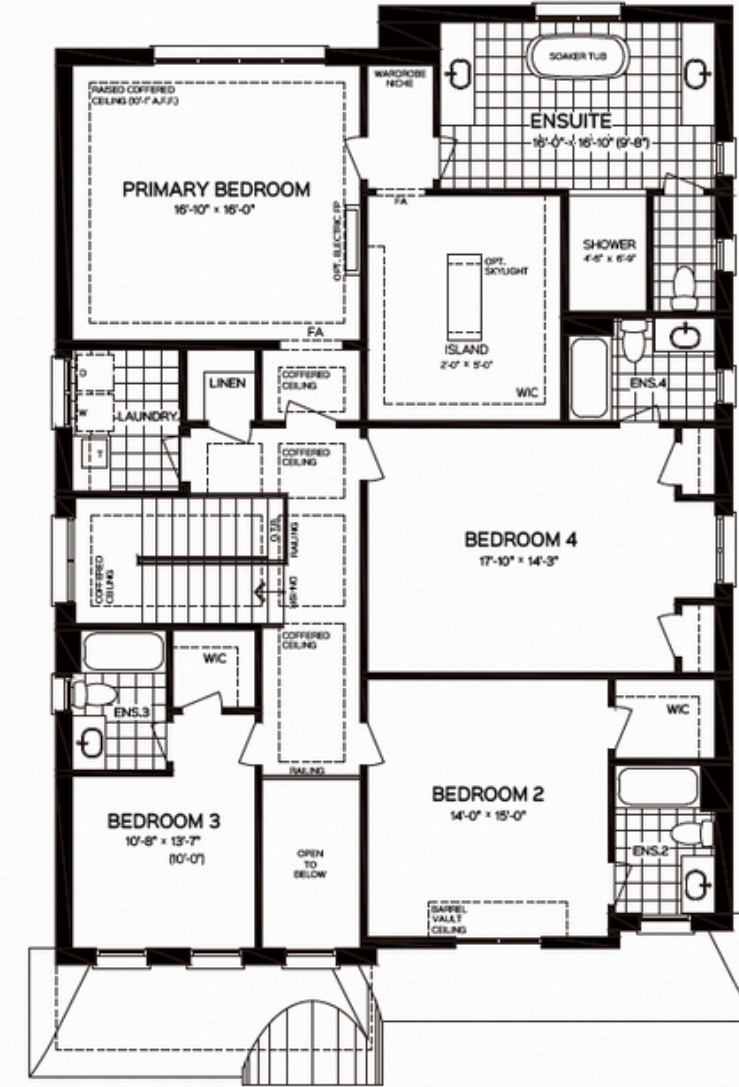 WARDROBE
NICHE
SOAKER TUB
RAISED COFFERED
CEILING (10'-1" A.F.F.)
ENSUITE
16'-0" x 16'-10" (9'-8")
PRIMARY BEDROOM
16'-10" x 16'-0"
OPT. ELECTRIC FP
FA
SHOWER
4'-6" x 6'-9"
OPT.
SKYLIGHT
ISLAND
2'-0" x 5'-0"
WIC
FA
D
W
LAUNDRY
T
LINEN
COFFERED
CEILING
ENS.4
COFFERED
CEILING
BEDROOM 4
17'-10" x 14'-3"
COFFERED
CEILING
O.T.B.
RAILING
RAILING
DN
COFFERED
CEILING
WIC
ENS.3
WIC
RAILING
BEDROOM 3
10'-8" x 13'-7"
(10'-0")
BEDROOM 2
14'-0" x 15'-0"
OPEN
TO
BELOW
ENS.2
BARREL
VAULT
CEILING